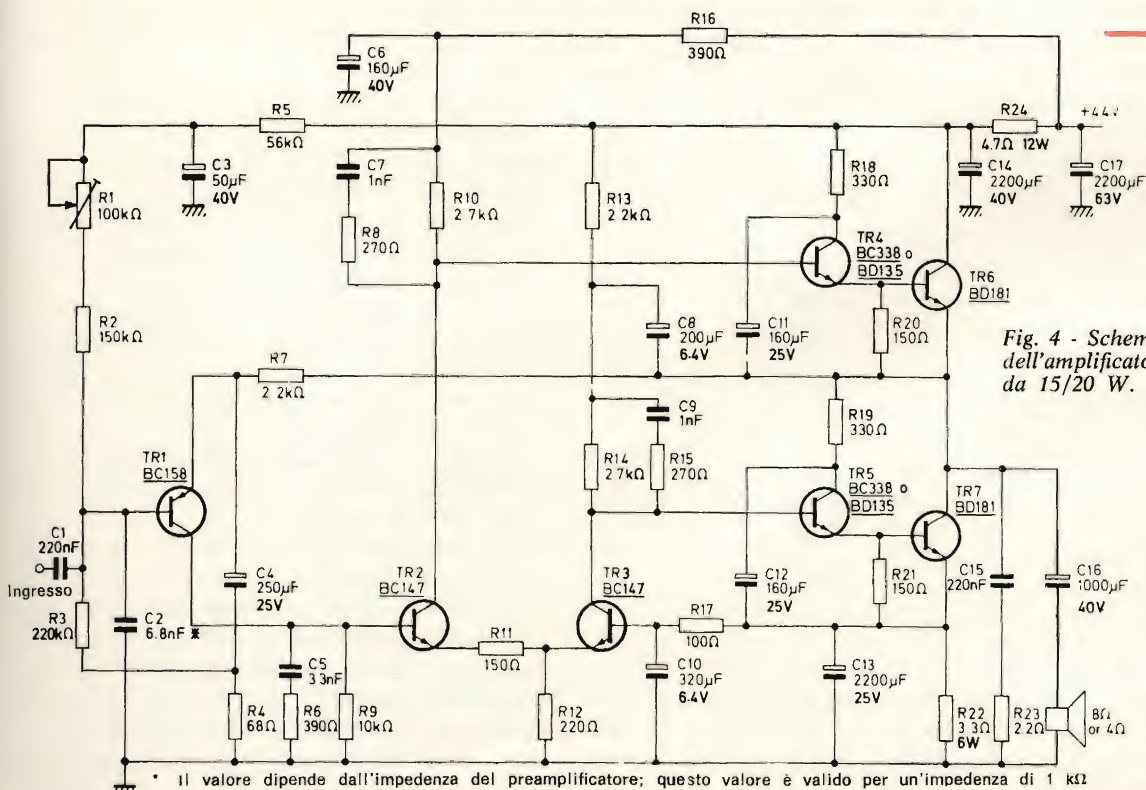 R16
390Ω
C6
160µF
40V
R5
56kΩ
R24
+44V
4.7Ω 12W
C3
50µF
40V
C7
1nF
R10
2.7kΩ
R13
2.2kΩ
R18
330Ω
C14
2200µF
40V
C17
2200µF
63V
R1
100kΩ
R8
270Ω
TR4
BC338 o
BD135
TR6
BD181
R2
150kΩ
C8
200µF
6.4V
C11
160µF
25V
R20
150Ω
R7
2.2kΩ
Fig. 4 - Schem
dell'amplificato
da 15/20 W.
C9
1nF
R19
330Ω
TR1
BC158
R14
2.7kΩ
R15
270Ω
TR5
BC338 o
BD135
TR7
BD181
C1
220nF
Ingresso
R3
220kΩ
C2
6.8nF *
C4
250µF
25V
TR2
BC147
TR3
BC147
C12
160µF
25V
R21
150Ω
C15
220nF
C16
1000µF
40V
R17
100Ω
R11
150Ω
C5
3.3nF
C10
320µF
6.4V
C13
2200µF
25V
R4
68Ω
R6
390Ω
R9
10kΩ
R12
220Ω
R22
3.3Ω
6W
R23
2.2Ω
8Ω
or 4Ω
* Il valore dipende dall'impedenza del preamplificatore; questo valore è valido per un'impedenza di 1 kΩ